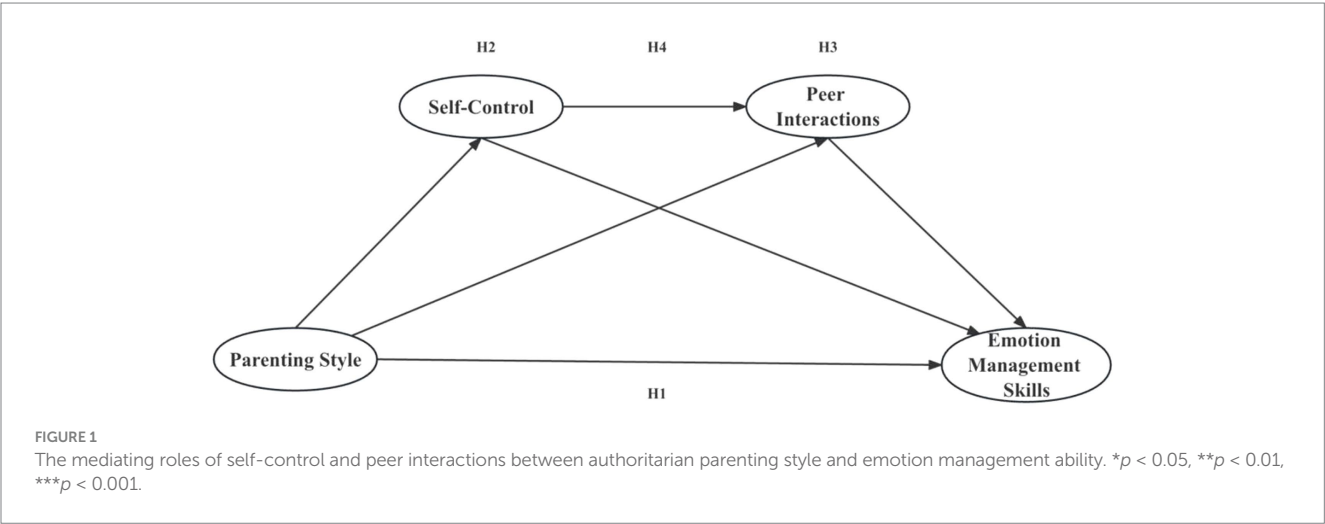 H2 H4 H3
Self-Control
Peer
Interactions
Parenting Style
Emotion
Management
Skills
H1
FIGURE 1
The mediating roles of self-control and peer interactions between authoritarian parenting style and emotion management ability. *p < 0.05, **p < 0.01,
***p < 0.001.